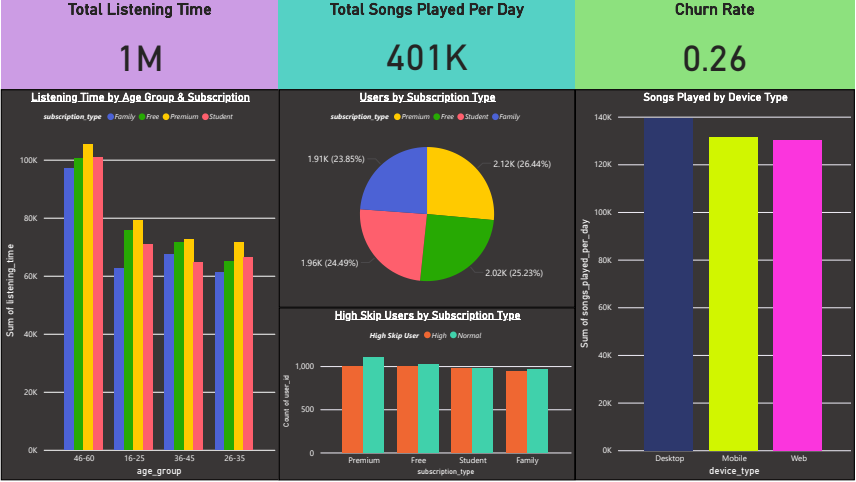 Total Listening Time
1M
Total Songs Played Per Day
401K
Churn Rate
0.26
Listening Time by Age Group & Subscription
subscription_type Family Free Premium Student
Sum of listening_time
100K
80K
60K
40K
20K
0K
46-60 16-25 36-45 26-35
age_group
Users by Subscription Type
subscription_type Premium Free Student Family
1.91K (23.85%)
2.12K (26.44%)
1.96K (24.49%)
2.02K (25.23%)
High Skip Users by Subscription Type
High Skip User High Normal
Count of user_id
1,000
500
0
Premium Free Student Family
subscription_type
Songs Played by Device Type
Sum of songs_played_per_day
140K
120K
100K
80K
60K
40K
20K
0K
Desktop Mobile Web
device_type